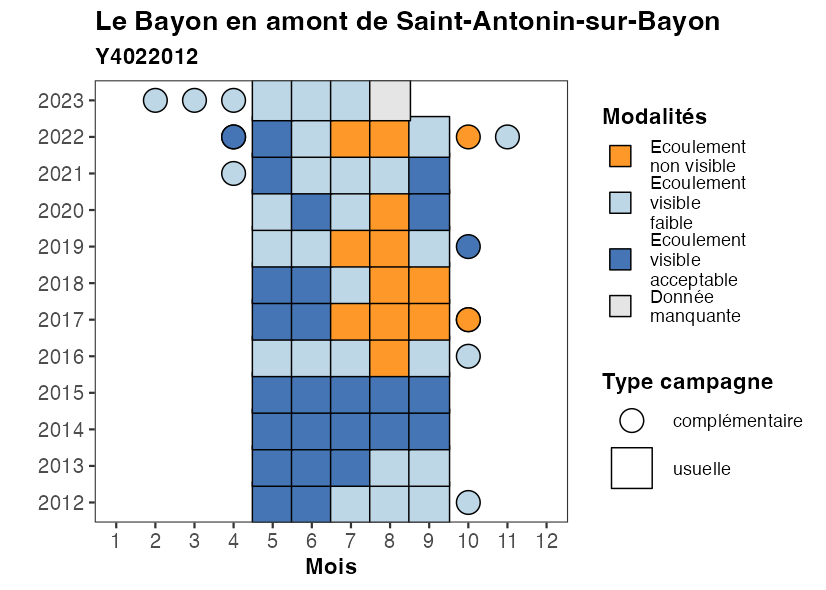 Le Bayon en amont de Saint-Antonin-sur-Bayon
Y4022012
2023
2022
2021
2020
2019
2018
2017
2016
2015
2014
2013
2012
1 2 3 4 5 6 7 8 9 10 11 12
Mois
Modalités
Ecoulement
non visible
Ecoulement
visible
faible
Ecoulement
visible
acceptable
Donnée
manquante
Type campagne
complémentaire
usuelle